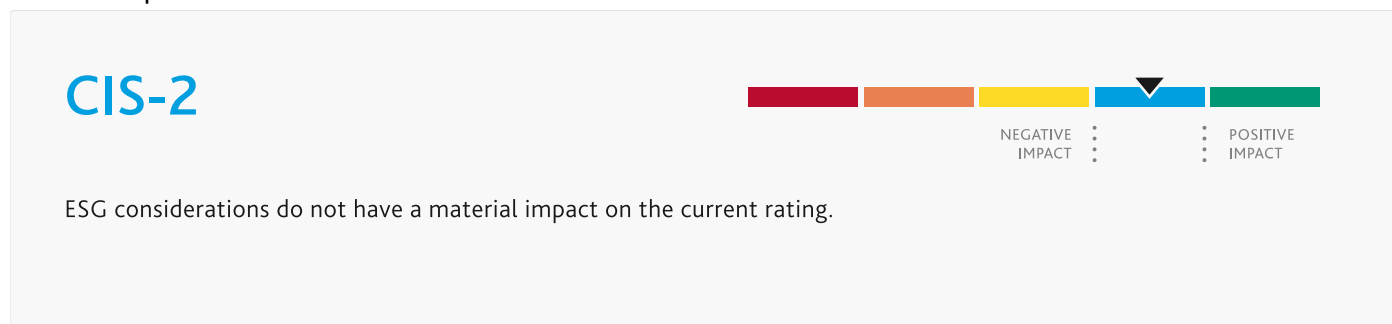 CIS-2
NEGATIVE
IMPACT
POSITIVE
IMPACT
ESG considerations do not have a material impact on the current rating.